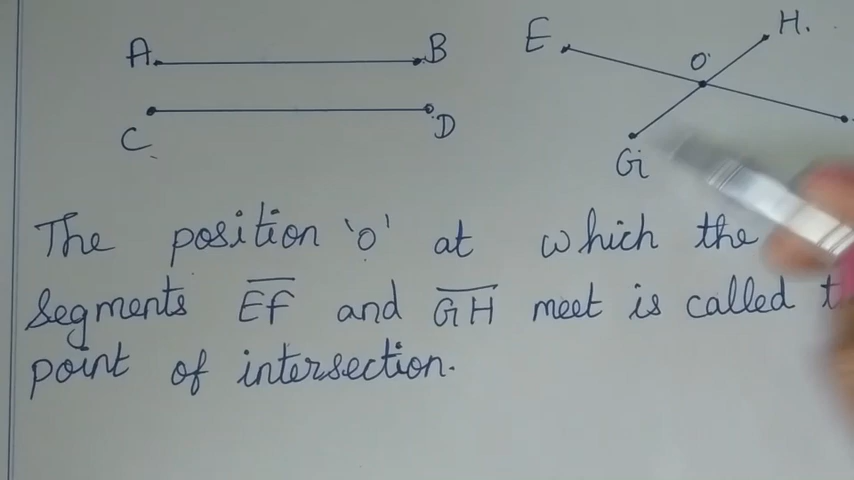 A B
C D
E O H.
G
The position 'O' at which the
segments EF and GH meet is called
point of intersection.